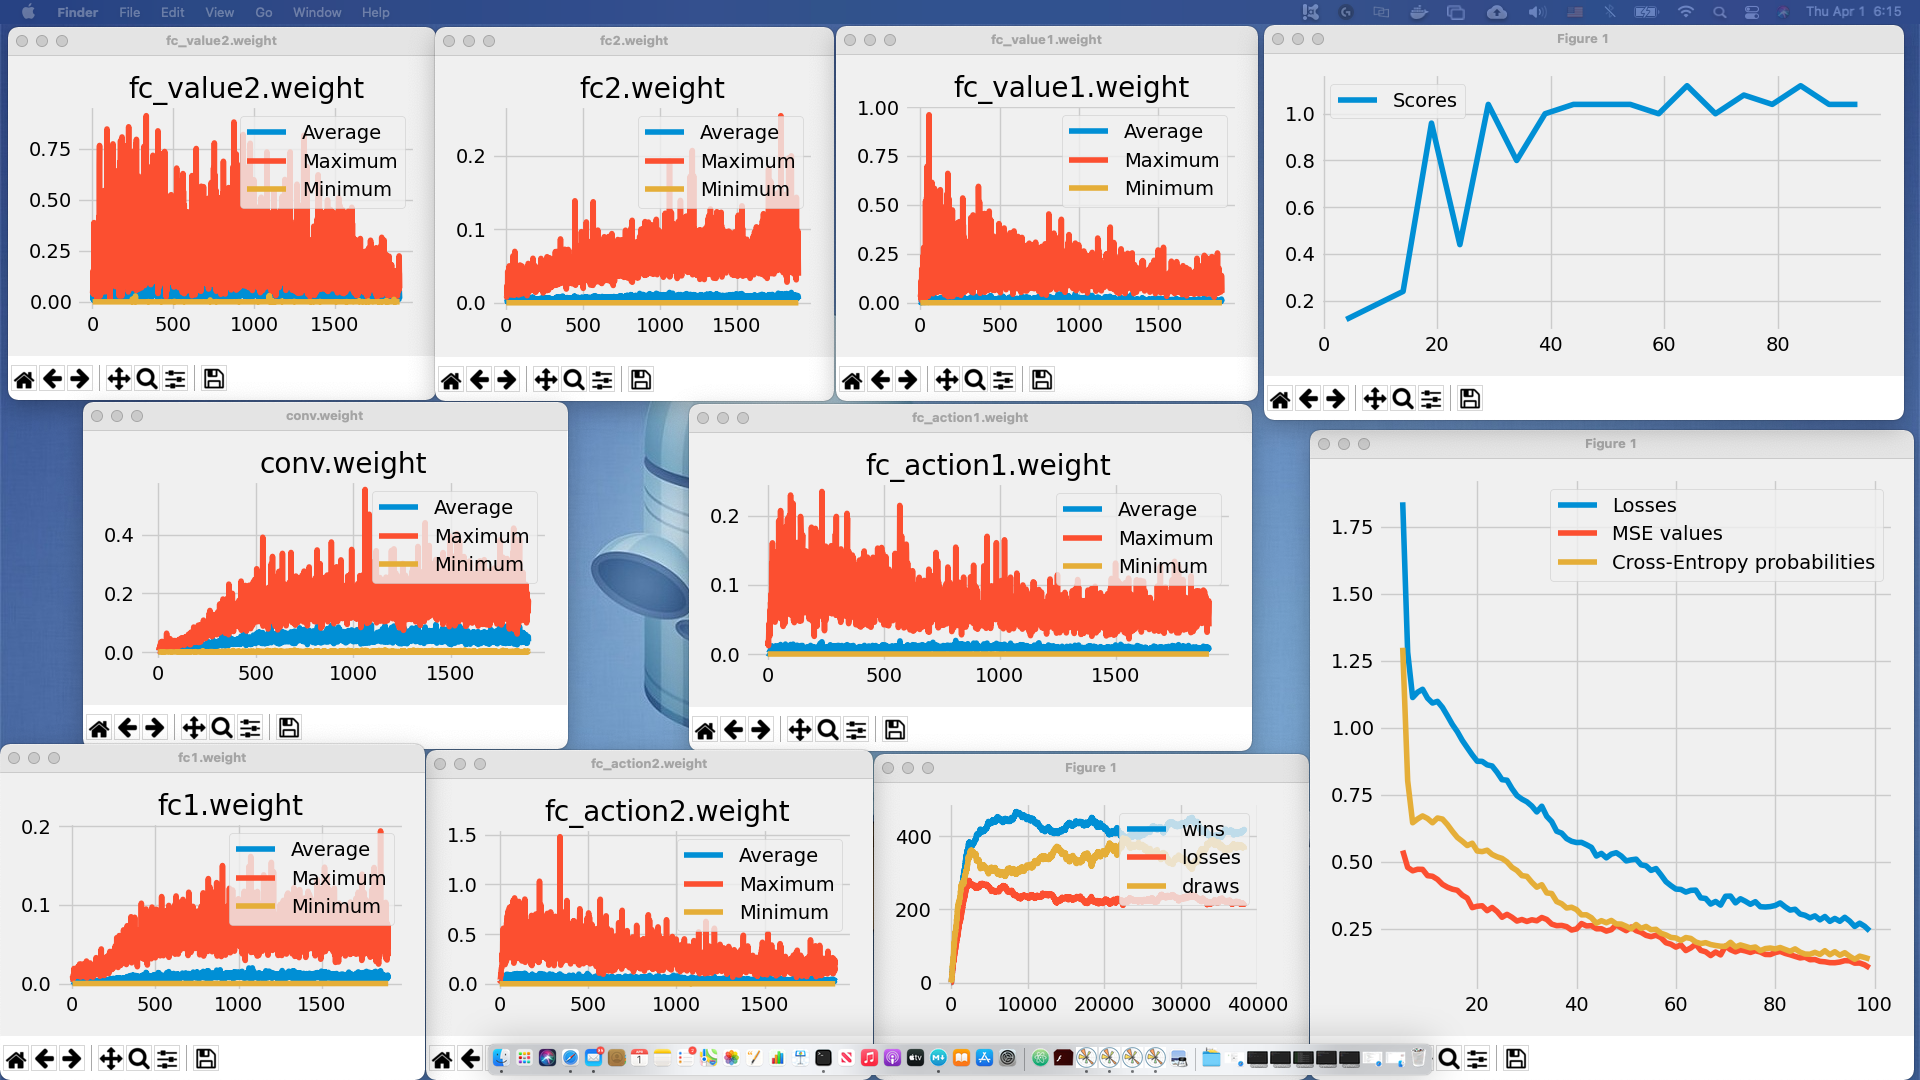 Finder File Edit View Go Window Help
Thu Apr 1 6:15
fc_value2.weight
fc_value2.weight
Average
Maximum
Minimum
0.75
0.50
0.25
0.00
0 500 1000 1500
fc2.weight
fc2.weight
Average
Maximum
Minimum
0.2
0.1
0.0
0 500 1000 1500
fc_value1.weight
fc_value1.weight
Average
Maximum
Minimum
1.00
0.75
0.50
0.25
0.00
0 500 1000 1500
Figure 1
Scores
1.0
0.8
0.6
0.4
0.2
0 20 40 60 80
conv.weight
conv.weight
Average
Maximum
Minimum
0.4
0.2
0.0
0 500 1000 1500
fc_action1.weight
fc_action1.weight
Average
Maximum
Minimum
0.2
0.1
0.0
0 500 1000 1500
Figure 1
Losses
MSE values
Cross-Entropy probabilities
1.75
1.50
1.25
1.00
0.75
0.50
0.25
20 40 60 80 100
fc1.weight
fc1.weight
Average
Maximum
Minimum
0.2
0.1
0.0
0 500 1000 1500
fc_action2.weight
fc_action2.weight
Average
Maximum
Minimum
1.5
1.0
0.5
0.0
0 500 1000 1500
Figure 1
wins
losses
draws
400
200
0
0 10000 20000 30000 40000